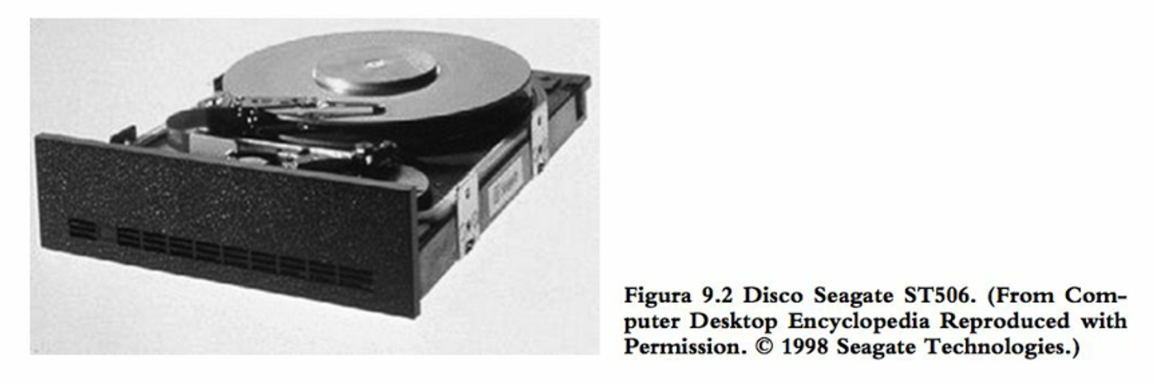 Figura 9.2 Disco Seagate ST506. (From Com-
puter Desktop Encyclopedia Reproduced with
Permission. © 1998 Seagate Technologies.)